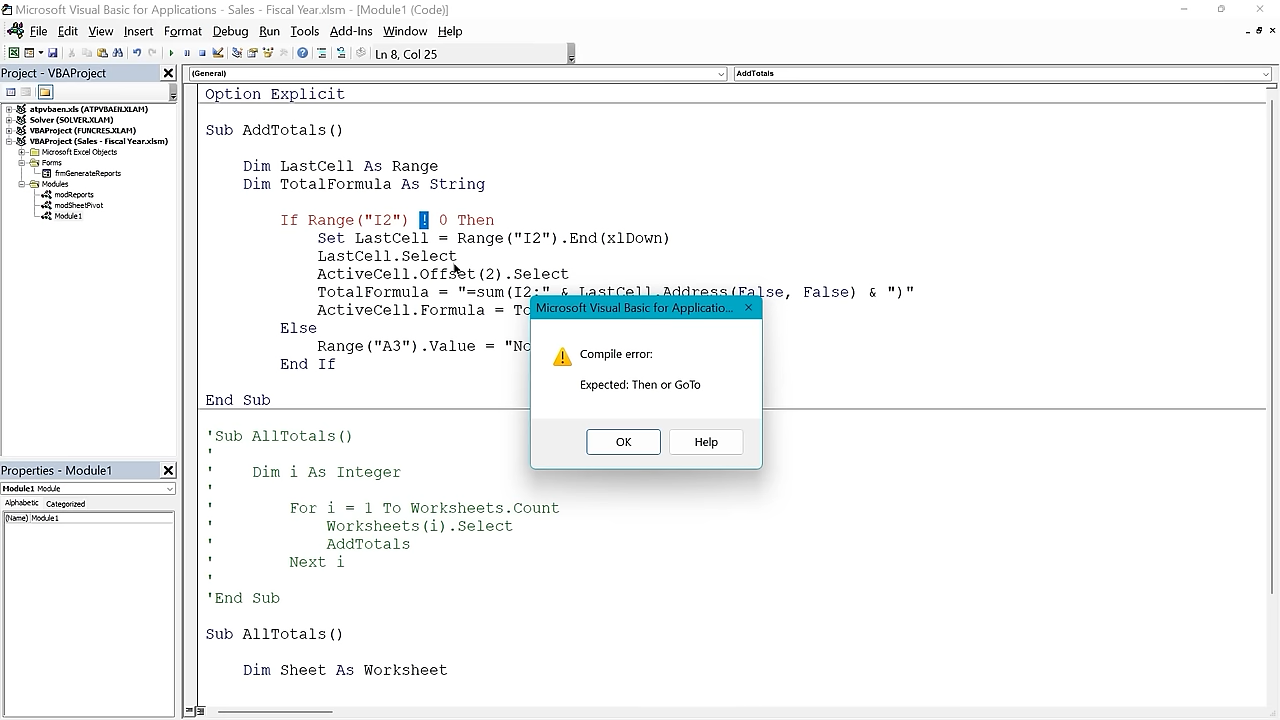 Microsoft Visual Basic for Applications - Sales - Fiscal Year.xlsm - [Module1 (Code)]
File Edit View Insert Format Debug Run Tools Add-Ins Window Help
Ln 8, Col 25
Project - VBAProject
atpvbaen.xls (ATPVBAEN.XLAM)
Solver (SOLVER.XLAM)
VBAProject (FUNCRES.XLAM)
VBAProject (Sales - Fiscal Year.xlsm)
Microsoft Excel Objects
Forms
frmGenerateReports
Modules
modReports
modSheetPivot
Module1
Properties - Module1
Module1 Module
Alphabetic Categorized
(Name) Module1
(General) AddTotals
Option Explicit
Sub AddTotals()
Dim LastCell As Range
Dim TotalFormula As String
If Range("I2") ! 0 Then
Set LastCell = Range("I2").End(xlDown)
LastCell.Select
ActiveCell.Offset(2).Select
TotalFormula = "=sum(I2:" & LastCell.Address(False, False) & ")"
ActiveCell.Formula = To
Else
Range("A3").Value = "No
End If
End Sub
'Sub AllTotals()
'
' Dim i As Integer
'
' For i = 1 To Worksheets.Count
' Worksheets(i).Select
' AddTotals
' Next i
'
'End Sub
Sub AllTotals()
Dim Sheet As Worksheet
Microsoft Visual Basic for Applicatio...
Compile error:
Expected: Then or GoTo
OK Help